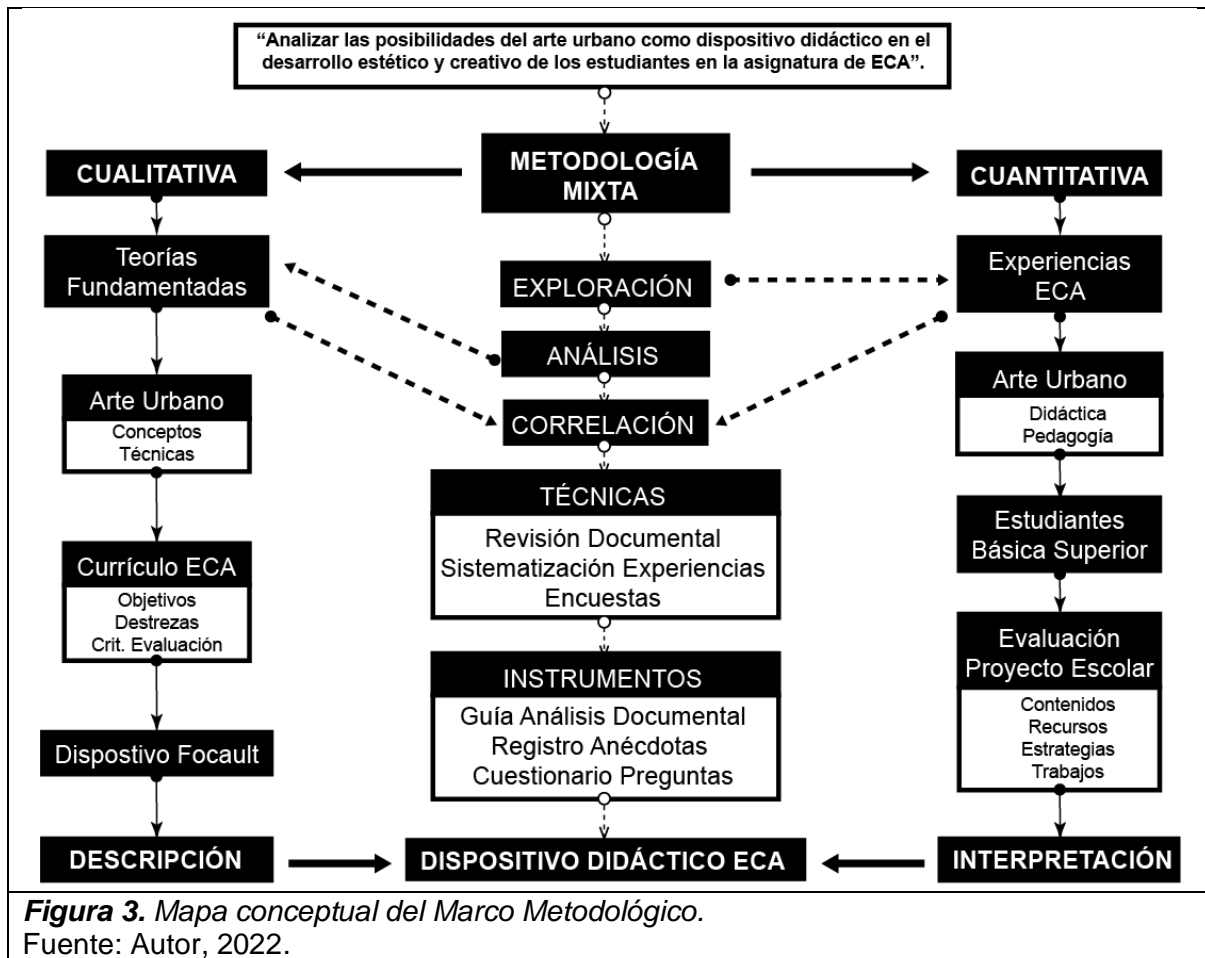 “Analizar las posibilidades del arte urbano como dispositivo didáctico en el
desarrollo estético y creativo de los estudiantes en la asignatura de ECA”.
METODOLOGÍA
MIXTA
CUALITATIVA
Teorías
Fundamentadas
Arte Urbano
Conceptos
Técnicas
Currículo ECA
Objetivos
Destrezas
Crit. Evaluación
Dispostivo Focault
DESCRIPCIÓN
EXPLORACIÓN
ANÁLISIS
CORRELACIÓN
TÉCNICAS
Revisión Documental
Sistematización Experiencias
Encuestas
INSTRUMENTOS
Guía Análisis Documental
Registro Anécdotas
Cuestionario Preguntas
DISPOSITIVO DIDÁCTICO ECA
CUANTITATIVA
Experiencias
ECA
Arte Urbano
Didáctica
Pedagogía
Estudiantes
Básica Superior
Evaluación
Proyecto Escolar
Contenidos
Recursos
Estrategias
Trabajos
INTERPRETACIÓN
Figura 3. Mapa conceptual del Marco Metodológico.
Fuente: Autor, 2022.